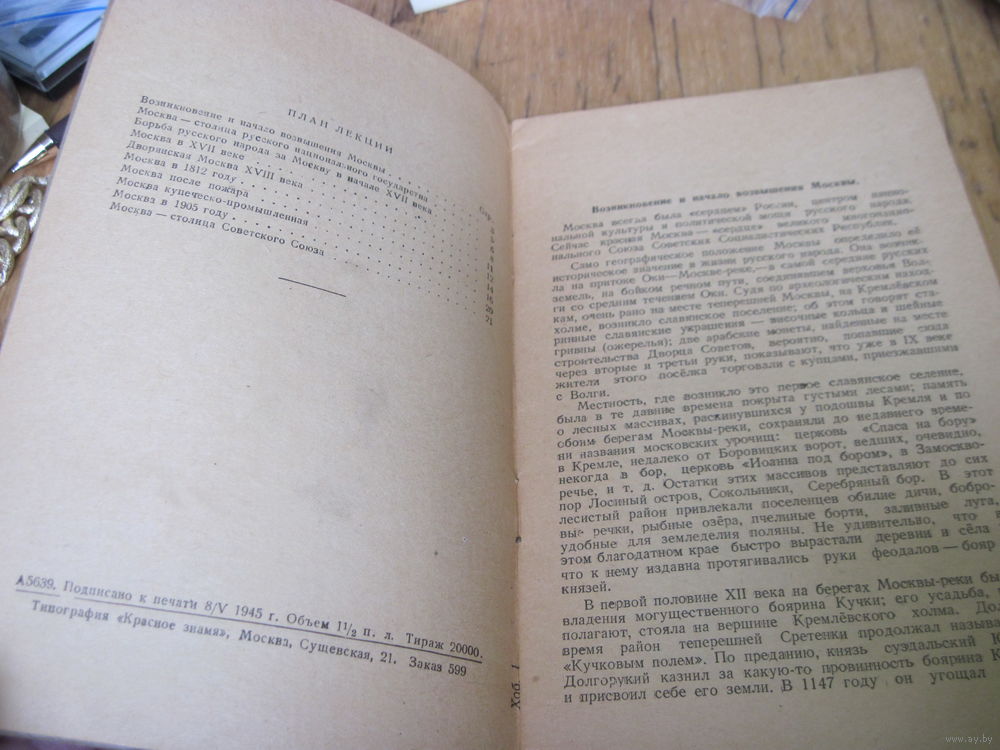 ПЛАН ЛЕКЦИИ
Стр.
Возникновение и начало возвышения Москвы
Москва — столица русского национального государства
Борьба русского народа за Москву в начале XVII века
Москва в XVII веке
Дворянская Москва XVIII века
Москва в 1812 году 11
Москва после пожара
Москва купеческо-промышленная 14
Москва в 1905 году 16
Москва — столица Советского Союза 20
21
А5639. Подписано к печати 8/V 1945 г. Объем 1½ п. л. Тираж 20000.
Типография «Красное знамя», Москва, Сущевская, 21. Заказ 599
Возникновение и начало возвышения Москвы.
Москва всегда была «сердцем» России, центром нацио-
нальной культуры и политической мощи русского народа.
Сейчас красная Москва — «сердце» великого многонацио-
нального Союза Советских Социалистических Республик.
Само географическое положение Москвы определило её
историческое значение в жизни русского народа. Она возник-
ла на притоке Оки—Москве-реке,—в самой середине русских
земель, на бойком речном пути, соединявшем верховья Вол-
ги со средним течением Оки. Судя по археологическим наход-
кам, очень рано на месте теперешней Москвы, на Кремлёвском
холме, возникло славянское поселение; об этом говорят ста-
ринные славянские украшения — височные кольца и шейные
гривны (ожерелья); две арабские монеты, найденные на месте
строительства Дворца Советов, вероятно, попавшие сюда
через вторые и третьи руки, показывают, что уже в IX веке
жители этого посёлка торговали с купцами, приезжавшими
с Волги.
Местность, где возникло это первое славянское селение,
была в те давние времена покрыта густыми лесами; память
о лесных массивах, раскинувшихся у подошвы Кремля и по
обоим берегам Москвы-реки, сохраняли до недавнего време-
ни названия московских урочищ: церковь «Спаса на бору»
в Кремле, недалеко от Боровицких ворот, ведших, очевидно,
некогда в бор, церковь «Иоанна под бором», в Замоскво-
речье, и т. д. Остатки этих массивов представляют до сих
пор Лосиный остров, Сокольники, Серебряный бор. В этот
лесистый район привлекали поселенцев обилие дичи, бобро-
вые речки, рыбные озёра, пчелиные борти, заливные луга,
удобные для земледелия поляны. Не удивительно, что в
этом благодатном крае быстро вырастали деревни и сёла
что к нему издавна протягивались руки феодалов — бояр
князей.
В первой половине XII века на берегах Москвы-реки бы
владения могущественного боярина Кучки; его усадьба,
полагают, стояла на вершине Кремлёвского холма. Дол
время район теперешней Сретенки продолжал называ
«Кучковым полем». По преданию, князь суздальский Ю
Долгорукий казнил за какую-то провинность боярина К
и присвоил себе его земли. В 1147 году он угощал
Хоб. 1
www.ay.by